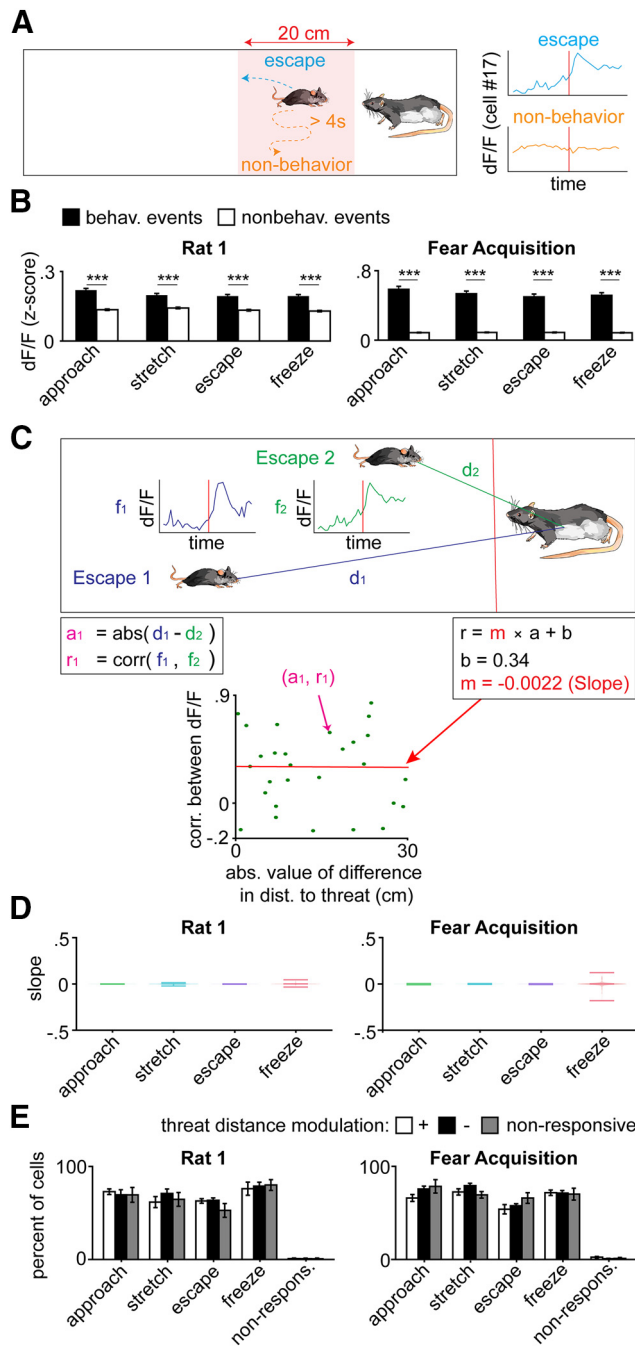 A
20 cm
escape
> 4s
non-behavior
dF/F (cell #17)
escape
non-behavior
time
B
behav. events
nonbehav. events
Rat 1
Fear Acquisition
dF/F (z-score)
.3
0
approach
stretch
escape
freeze
***
***
***
***
.8
0
approach
stretch
escape
freeze
***
***
***
***
C
Escape 2
d2
f1
dF/F
time
f2
dF/F
time
Escape 1
d1
a1 = abs(d1 - d2)
r1 = corr(f1, f2)
r = m × a + b
b = 0.34
m = -0.0022 (Slope)
(a1, r1)
corr. between dF/F
.9
0
-.2
0
30
abs. value of difference
in dist. to threat (cm)
D
Rat 1
Fear Acquisition
slope
.5
0
-.5
approach
stretch
escape
freeze
.5
0
-.5
approach
stretch
escape
freeze
E
threat distance modulation: + - non-responsive
Rat 1
Fear Acquisition
percent of cells
100
0
approach
stretch
escape
freeze
non-respons.
100
0
approach
stretch
escape
freeze
non-respons.